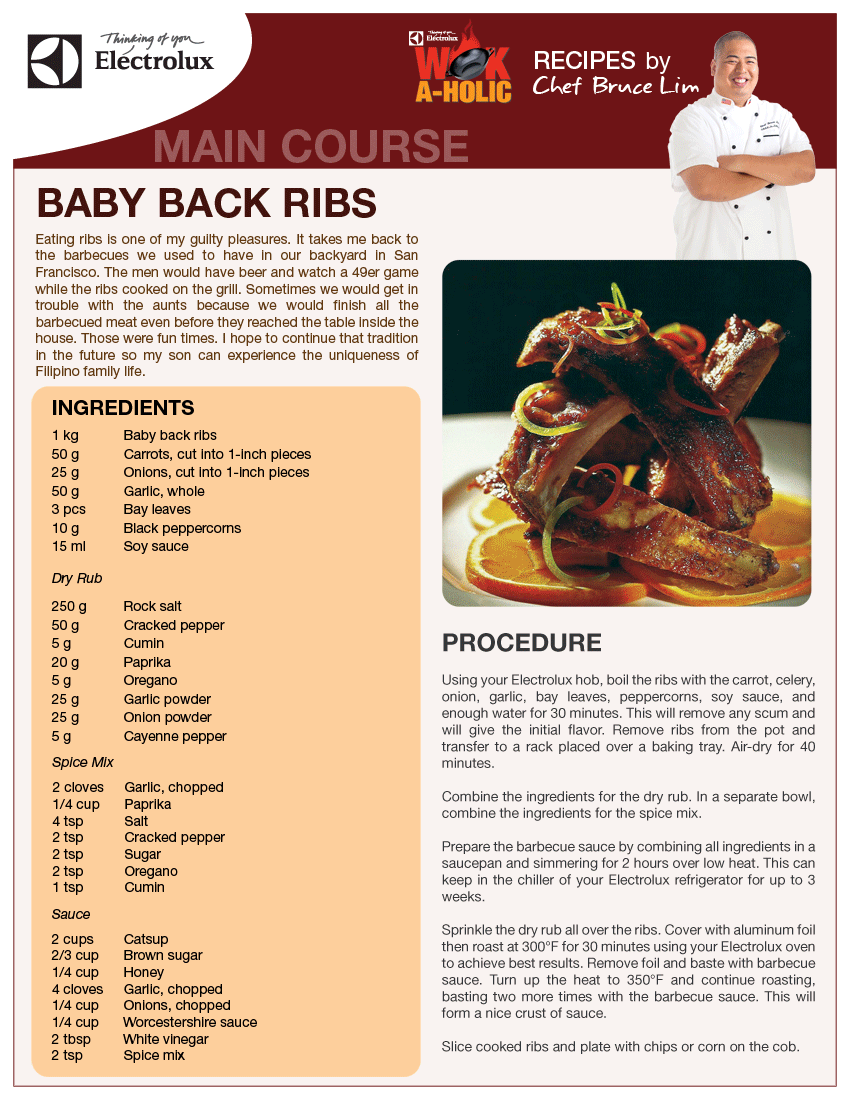 Thinking of you
Electrolux
Thinking of you
Electrolux
WOK
A-HOLIC
RECIPES by
Chef Bruce Lim
MAIN COURSE
BABY BACK RIBS
Eating ribs is one of my guilty pleasures. It takes me back to
the barbecues we used to have in our backyard in San
Francisco. The men would have beer and watch a 49er game
while the ribs cooked on the grill. Sometimes we would get in
trouble with the aunts because we would finish all the
barbecued meat even before they reached the table inside the
house. Those were fun times. I hope to continue that tradition
in the future so my son can experience the uniqueness of
Filipino family life.
INGREDIENTS
1 kg Baby back ribs
50 g Carrots, cut into 1-inch pieces
25 g Onions, cut into 1-inch pieces
50 g Garlic, whole
3 pcs Bay leaves
10 g Black peppercorns
15 ml Soy sauce
Dry Rub
250 g Rock salt
50 g Cracked pepper
5 g Cumin
20 g Paprika
5 g Oregano
25 g Garlic powder
25 g Onion powder
5 g Cayenne pepper
Spice Mix
2 cloves Garlic, chopped
1/4 cup Paprika
4 tsp Salt
2 tsp Cracked pepper
2 tsp Sugar
2 tsp Oregano
1 tsp Cumin
Sauce
2 cups Catsup
2/3 cup Brown sugar
1/4 cup Honey
4 cloves Garlic, chopped
1/4 cup Onions, chopped
1/4 cup Worcestershire sauce
2 tbsp White vinegar
2 tsp Spice mix
PROCEDURE
Using your Electrolux hob, boil the ribs with the carrot, celery,
onion, garlic, bay leaves, peppercorns, soy sauce, and
enough water for 30 minutes. This will remove any scum and
will give the initial flavor. Remove ribs from the pot and
transfer to a rack placed over a baking tray. Air-dry for 40
minutes.
Combine the ingredients for the dry rub. In a separate bowl,
combine the ingredients for the spice mix.
Prepare the barbecue sauce by combining all ingredients in a
saucepan and simmering for 2 hours over low heat. This can
keep in the chiller of your Electrolux refrigerator for up to 3
weeks.
Sprinkle the dry rub all over the ribs. Cover with aluminum foil
then roast at 300°F for 30 minutes using your Electrolux oven
to achieve best results. Remove foil and baste with barbecue
sauce. Turn up the heat to 350°F and continue roasting,
basting two more times with the barbecue sauce. This will
form a nice crust of sauce.
Slice cooked ribs and plate with chips or corn on the cob.